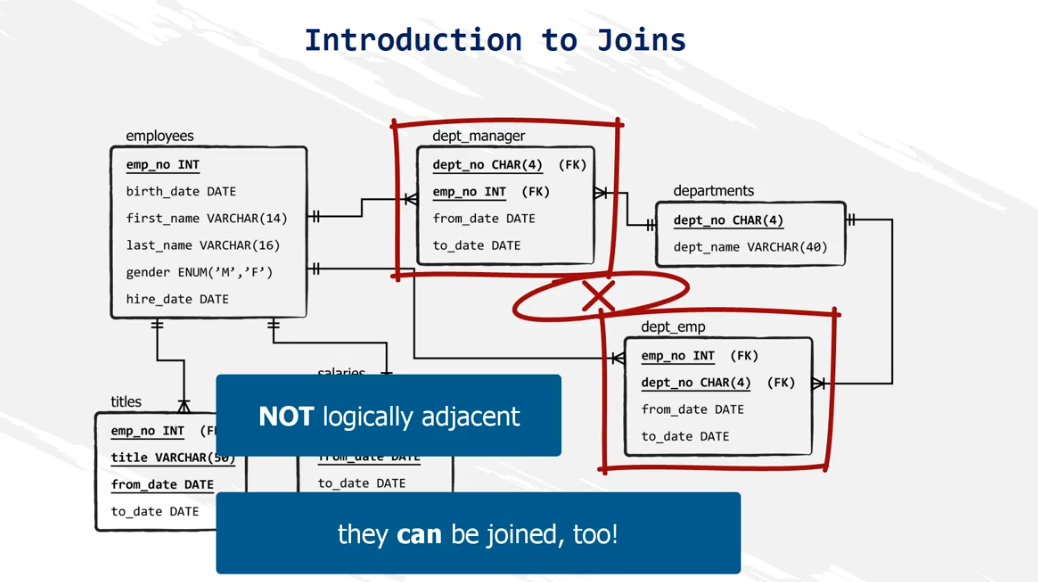 Introduction to Joins
employees
emp_no INT
birth_date DATE
first_name VARCHAR(14)
last_name VARCHAR(16)
gender ENUM(’M’,’F’)
hire_date DATE
dept_manager
dept_no CHAR(4) (FK)
emp_no INT (FK)
from_date DATE
to_date DATE
departments
dept_no CHAR(4)
dept_name VARCHAR(40)
dept_emp
emp_no INT (FK)
dept_no CHAR(4) (FK)
from_date DATE
to_date DATE
titles
emp_no INT
title VARCHAR(50)
from_date DATE
to_date DATE
salaries
from_date DATE
to_date DATE
NOT logically adjacent
they can be joined, too!